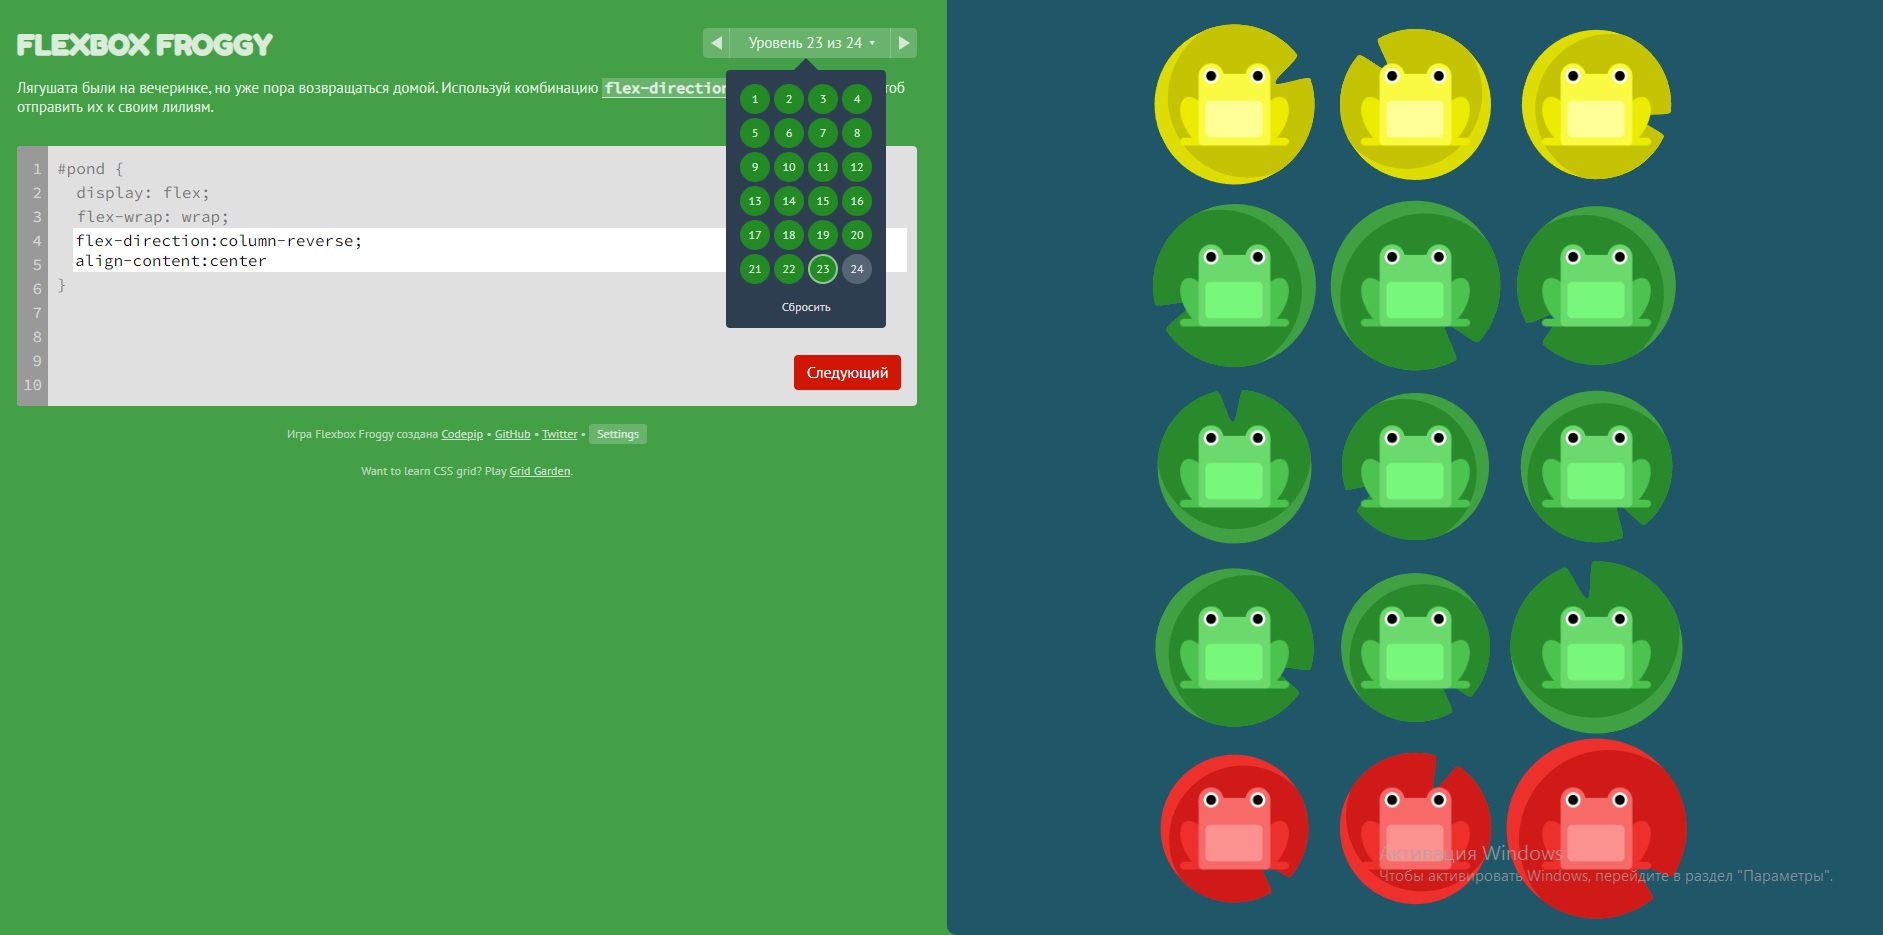 FLEXBOX FROGGY
Уровень 23 из 24
Лягушата были на вечеринке, но уже пора возвращаться домой. Используй комбинацию flex-direction тоб
отправить их к своим лилиям.
1 2 3 4
5 6 7 8
9 10 11 12
13 14 15 16
17 18 19 20
21 22 23 24
Сбросить
1 #pond {
2 display: flex;
3 flex-wrap: wrap;
4 flex-direction:column-reverse;
5 align-content:center
6 }
7
8
9
10
Следующий
Игра Flexbox Froggy создана Codepip • GitHub • Twitter • Settings
Want to learn CSS grid? Play Grid Garden.
Активация Windows
Чтобы активировать Windows, перейдите в раздел "Параметры".